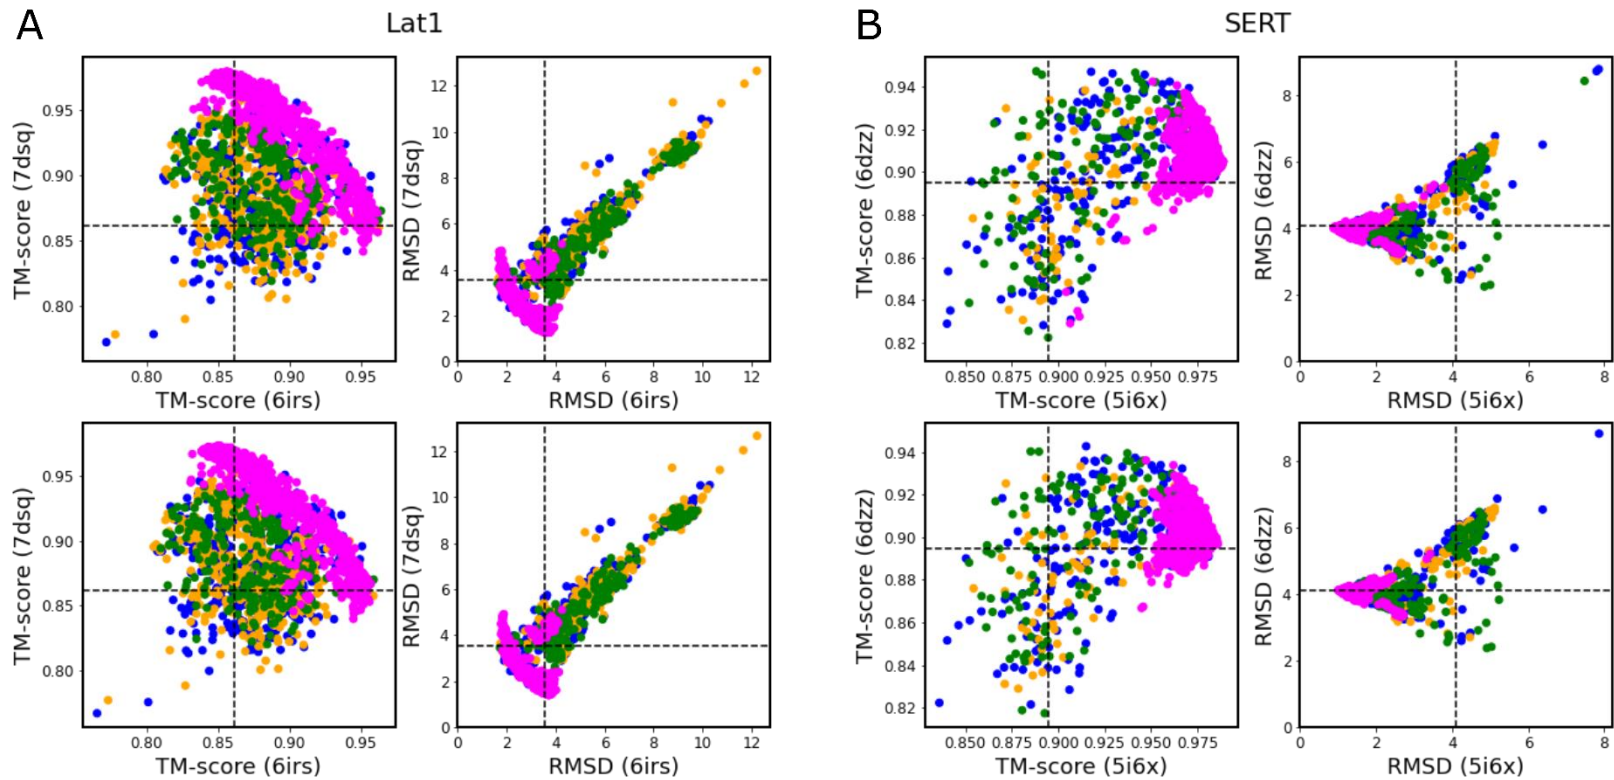 A
Lat1
B
SERT
TM-score (7dsq)
0.95
0.90
0.85
0.80
0.80 0.85 0.90 0.95
TM-score (6irs)
RMSD (7dsq)
12
10
8
6
4
2
0
0 2 4 6 8 10 12
RMSD (6irs)
TM-score (6dzz)
0.94
0.92
0.90
0.88
0.86
0.84
0.82
0.850 0.875 0.900 0.925 0.950 0.975
TM-score (5i6x)
RMSD (6dzz)
8
6
4
2
0
0 2 4 6 8
RMSD (5i6x)
TM-score (7dsq)
0.95
0.90
0.85
0.80
0.80 0.85 0.90 0.95
TM-score (6irs)
RMSD (7dsq)
12
10
8
6
4
2
0
0 2 4 6 8 10 12
RMSD (6irs)
TM-score (6dzz)
0.94
0.92
0.90
0.88
0.86
0.84
0.82
0.850 0.875 0.900 0.925 0.950 0.975
TM-score (5i6x)
RMSD (6dzz)
8
6
4
2
0
0 2 4 6 8
RMSD (5i6x)